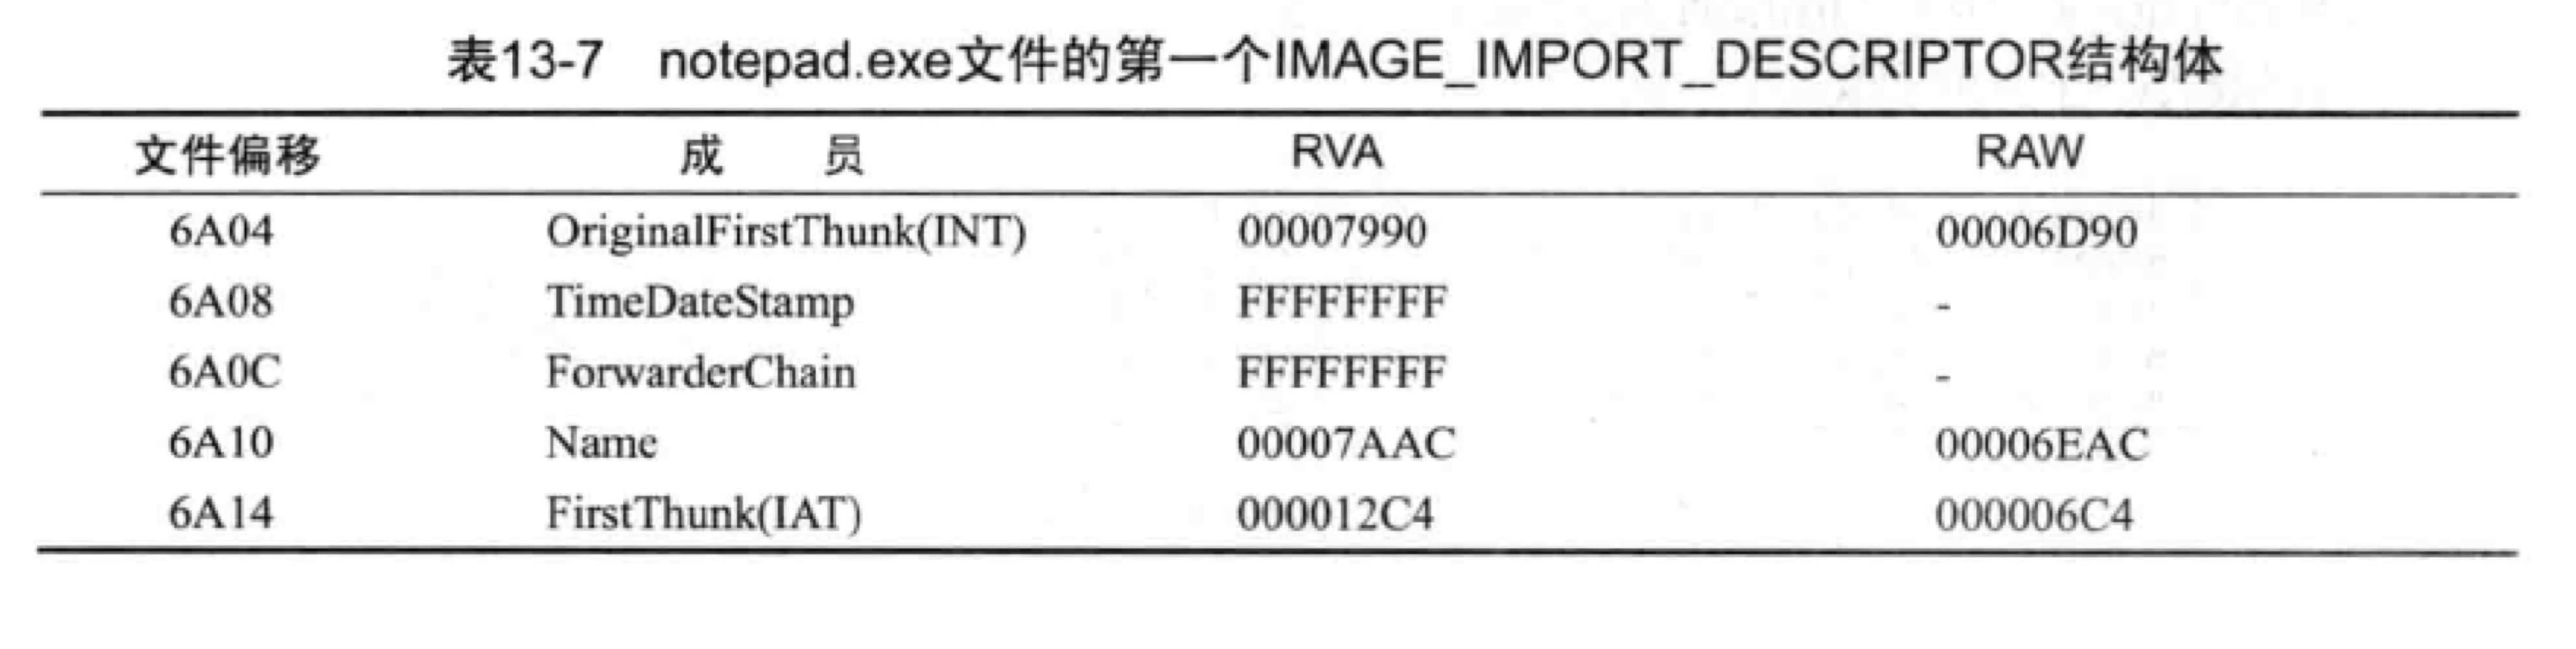 表13-7 notepad.exe文件的第一个IMAGE_IMPORT_DESCRIPTOR结构体
文件偏移 成 员 RVA RAW
6A04 OriginalFirstThunk(INT) 00007990 00006D90
6A08 TimeDateStamp FFFFFFFF -
6A0C ForwarderChain FFFFFFFF -
6A10 Name 00007AAC 00006EAC
6A14 FirstThunk(IAT) 000012C4 000006C4